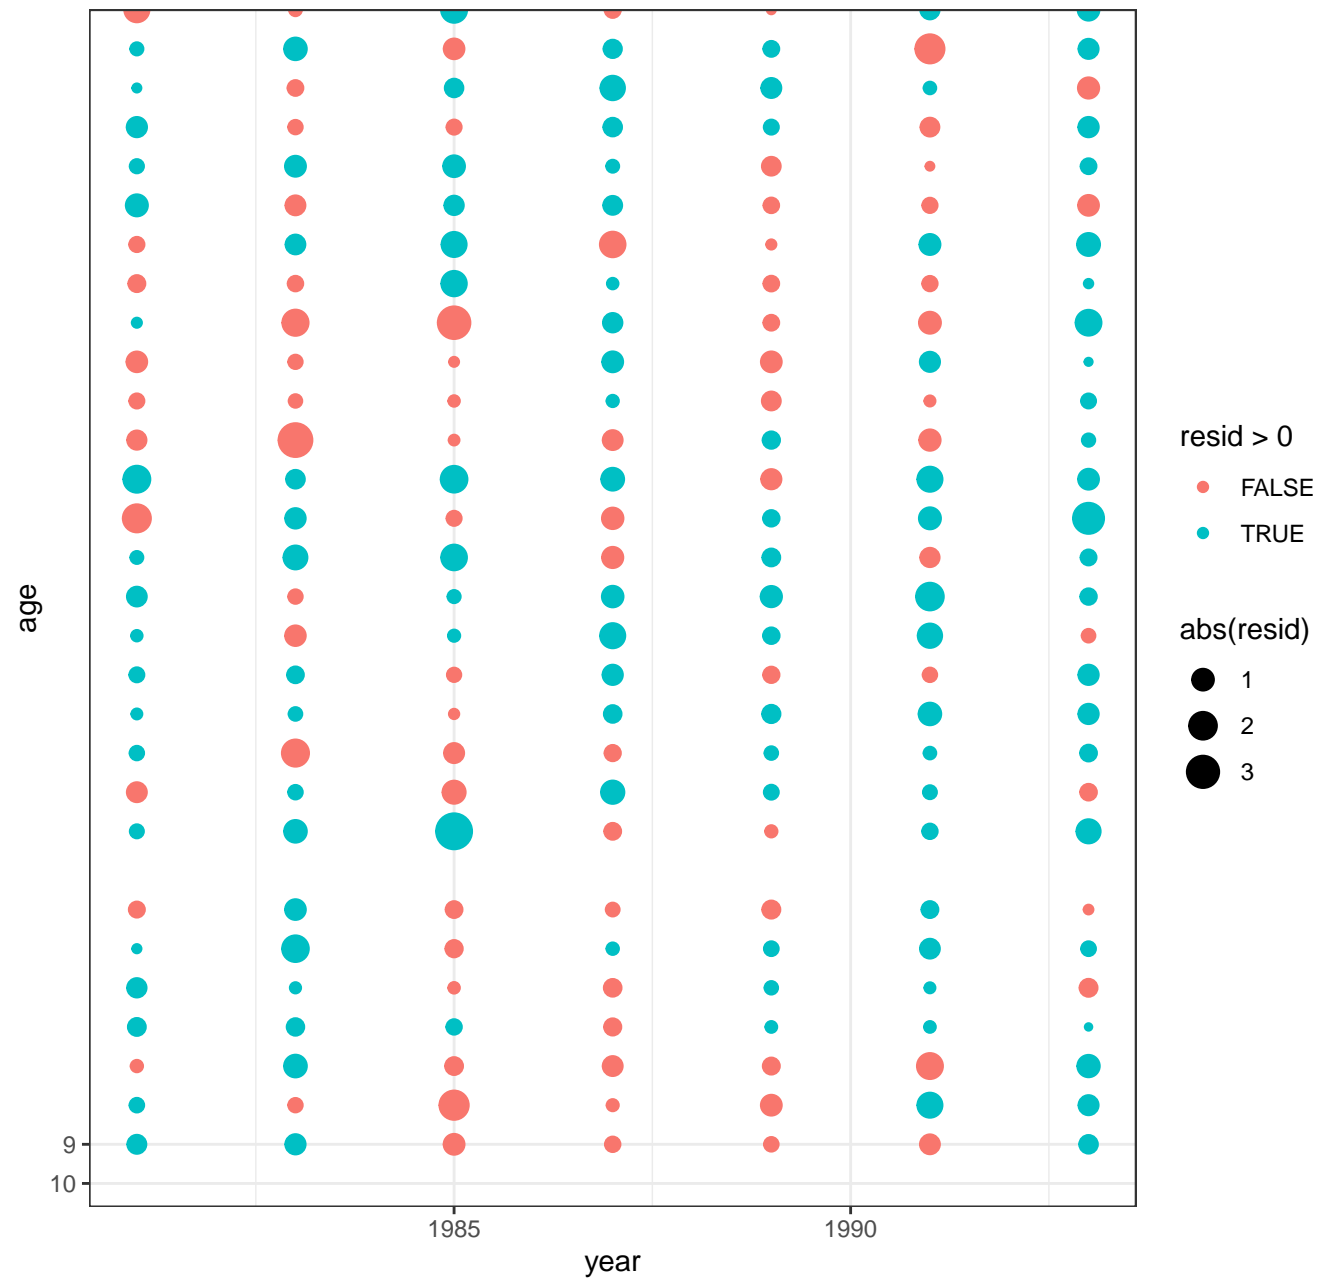 age
9
10
1985
1990
year
resid > 0
FALSE
TRUE
abs(resid)
1
2
3